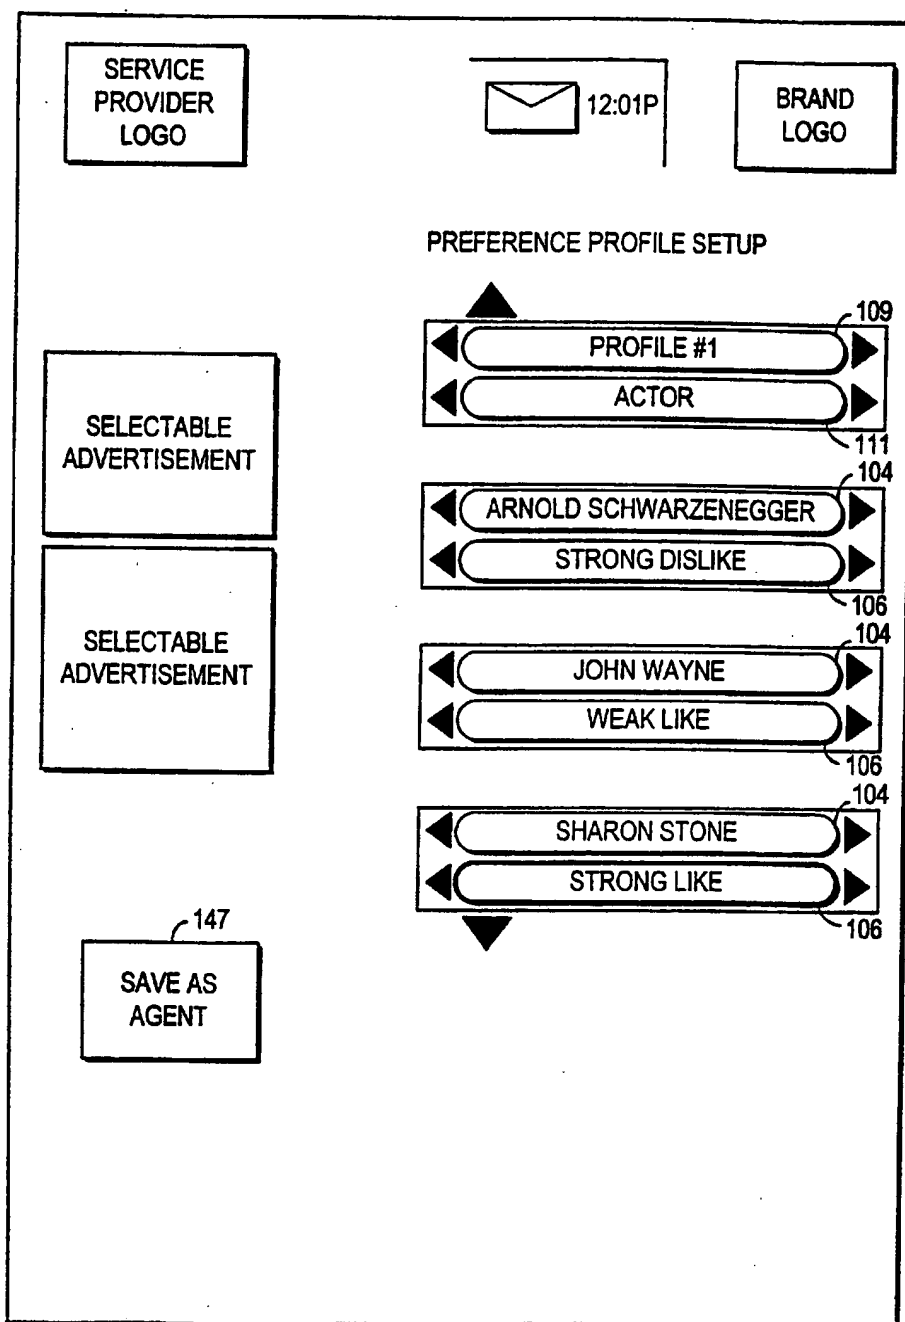 SERVICE
PROVIDER
LOGO
12:01P
BRAND
LOGO
PREFERENCE PROFILE SETUP
109
PROFILE #1
ACTOR
111
SELECTABLE
ADVERTISEMENT
104
ARNOLD SCHWARZENEGGER
STRONG DISLIKE
106
SELECTABLE
ADVERTISEMENT
104
JOHN WAYNE
WEAK LIKE
106
104
SHARON STONE
STRONG LIKE
106
147
SAVE AS
AGENT